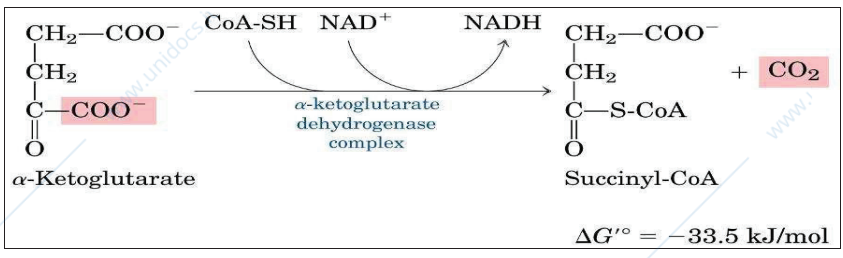 CH₂—COO⁻
CH₂
C—COO⁻
O
α-Ketoglutarate
CoA-SH NAD⁺ NADH
α-ketoglutarate
dehydrogenase
complex
CH₂—COO⁻
CH₂
C—S-CoA
O
Succinyl-CoA
+ CO₂
ΔG′° = −33.5 kJ/mol